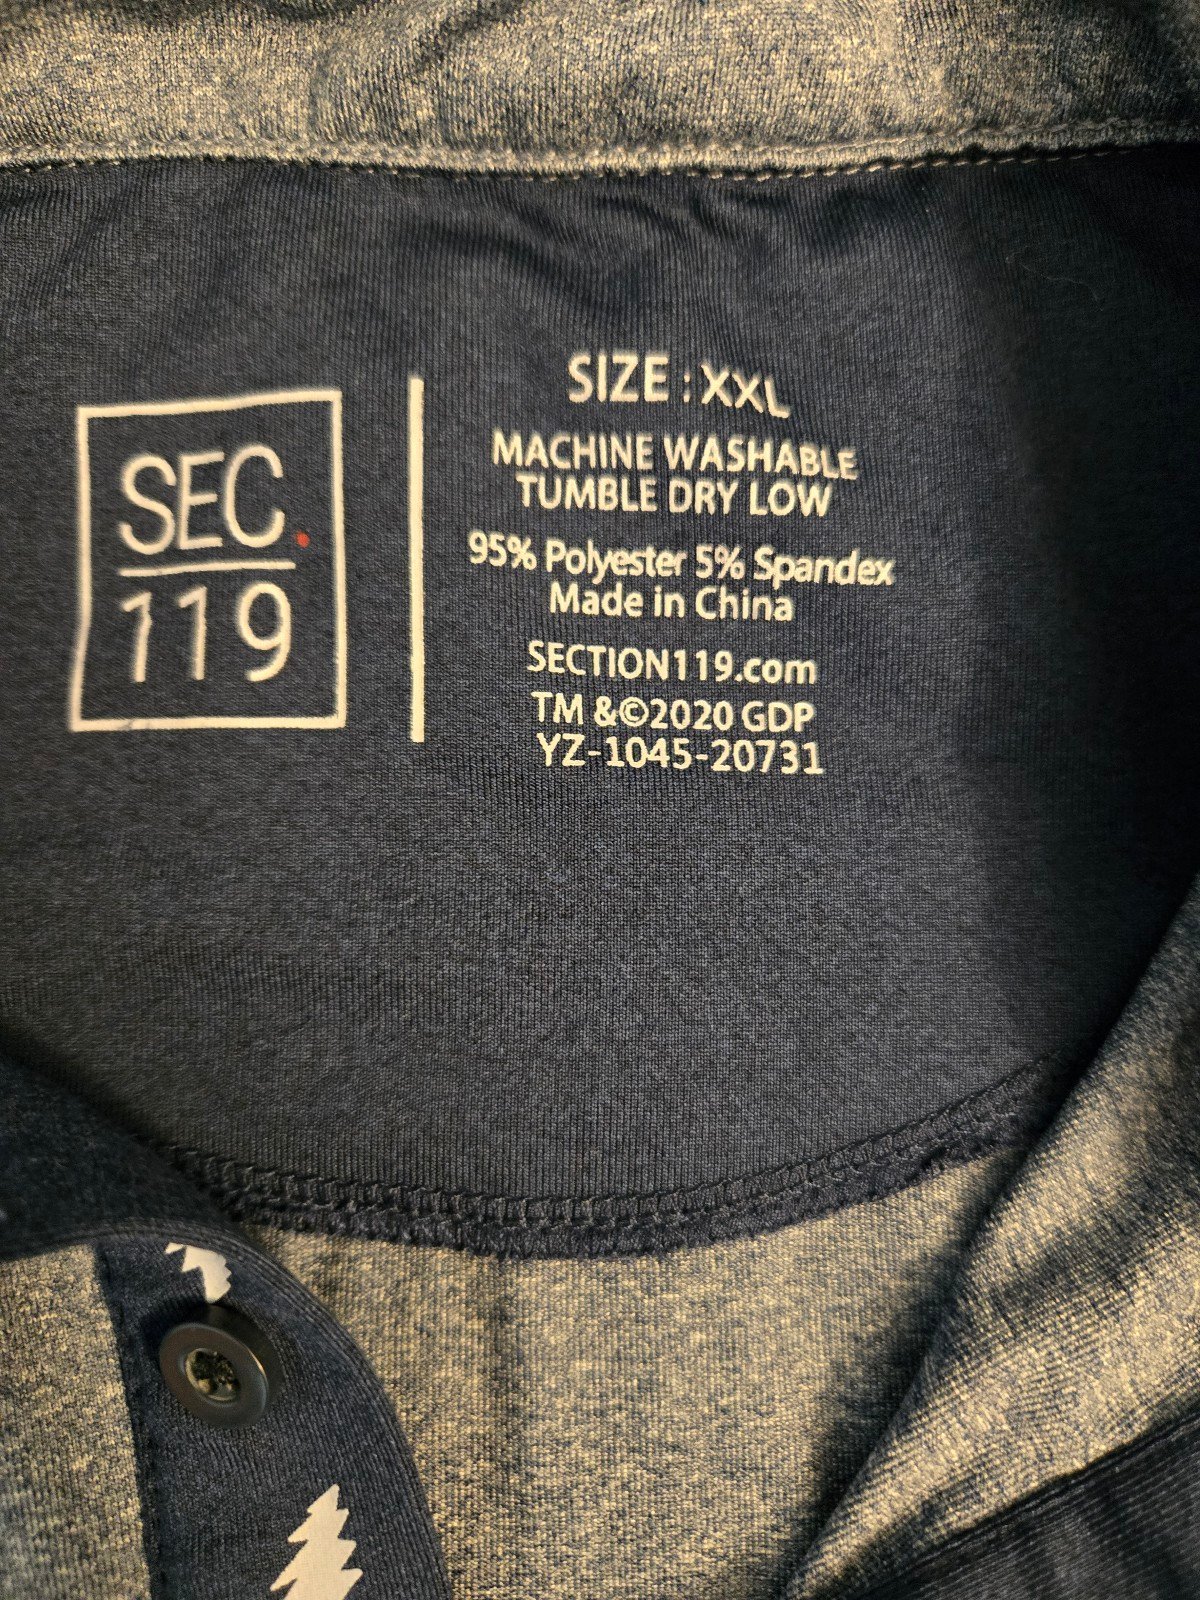 SEC.
119
SIZE : XXL
MACHINE WASHABLE
TUMBLE DRY LOW
95% Polyester 5% Spandex
Made in China
SECTION119.com
TM &©2020 GDP
YZ-1045-20731